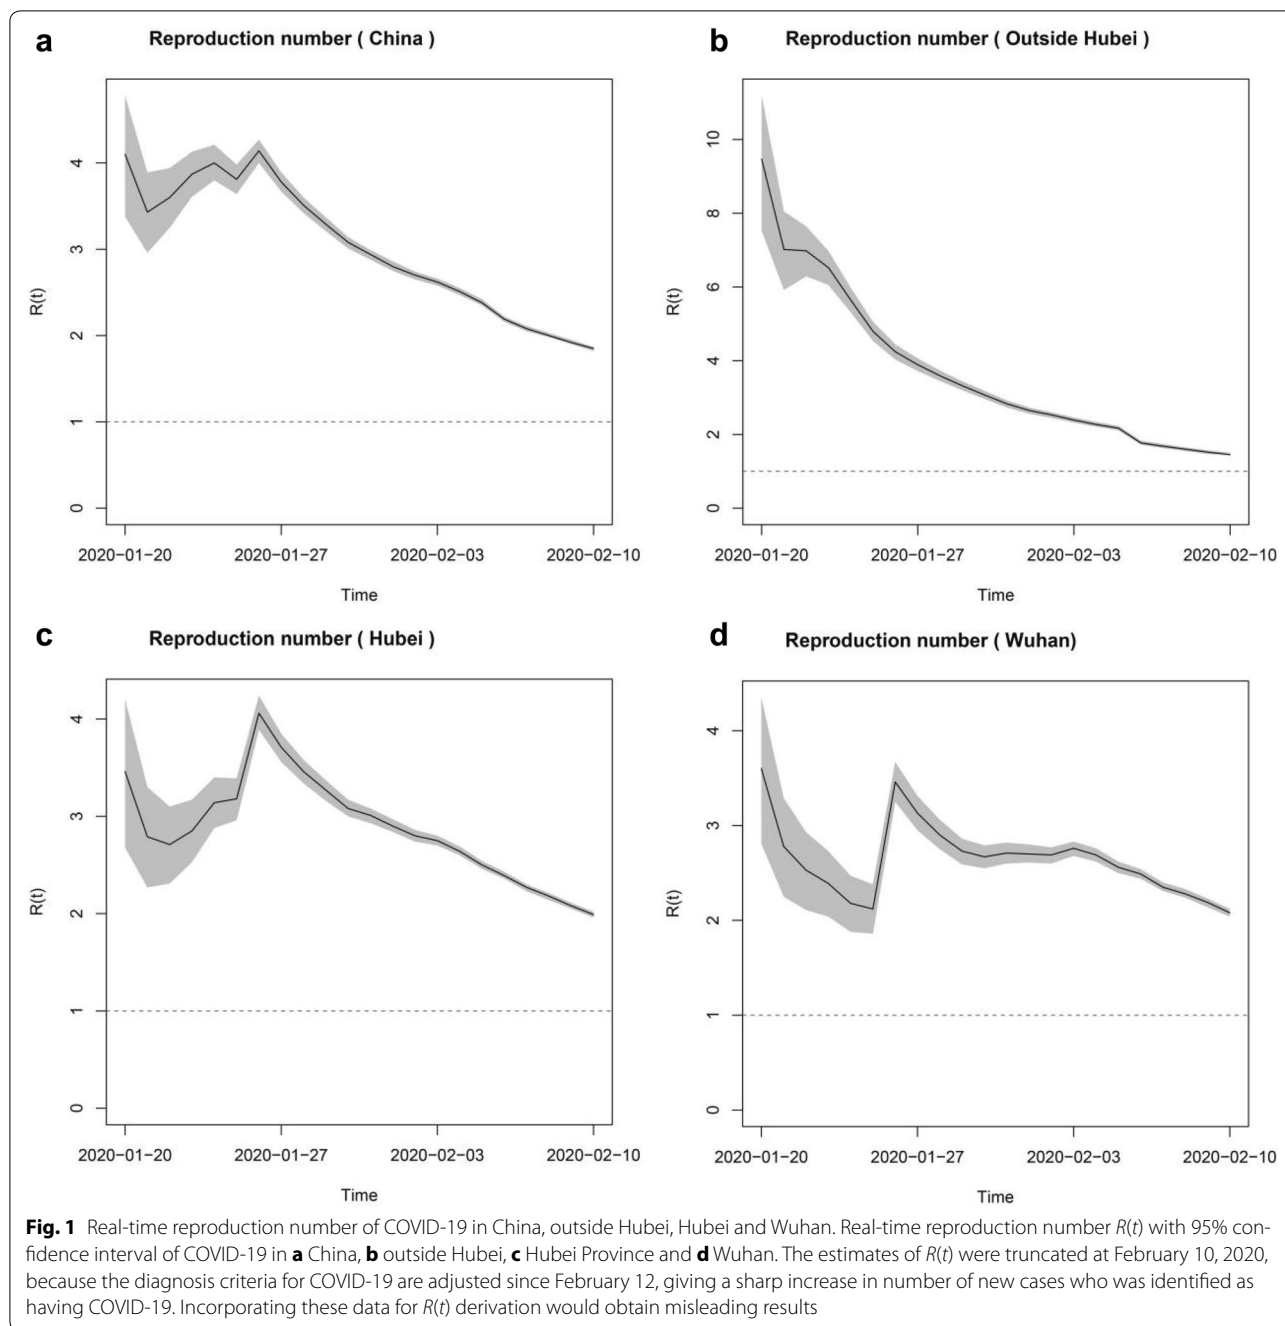 a
Reproduction number ( China )
R(t)
4
3
2
1
0
2020−01−20
2020−01−27
2020−02−03
2020−02−10
Time
b
Reproduction number ( Outside Hubei )
R(t)
10
8
6
4
2
0
2020−01−20
2020−01−27
2020−02−03
2020−02−10
Time
c
Reproduction number ( Hubei )
R(t)
4
3
2
1
0
2020−01−20
2020−01−27
2020−02−03
2020−02−10
Time
d
Reproduction number ( Wuhan)
R(t)
4
3
2
1
0
2020−01−20
2020−01−27
2020−02−03
2020−02−10
Time
Fig. 1 Real-time reproduction number of COVID-19 in China, outside Hubei, Hubei and Wuhan. Real-time reproduction number R(t) with 95% con-
fidence interval of COVID-19 in a China, b outside Hubei, c Hubei Province and d Wuhan. The estimates of R(t) were truncated at February 10, 2020,
because the diagnosis criteria for COVID-19 are adjusted since February 12, giving a sharp increase in number of new cases who was identified as
having COVID-19. Incorporating these data for R(t) derivation would obtain misleading results